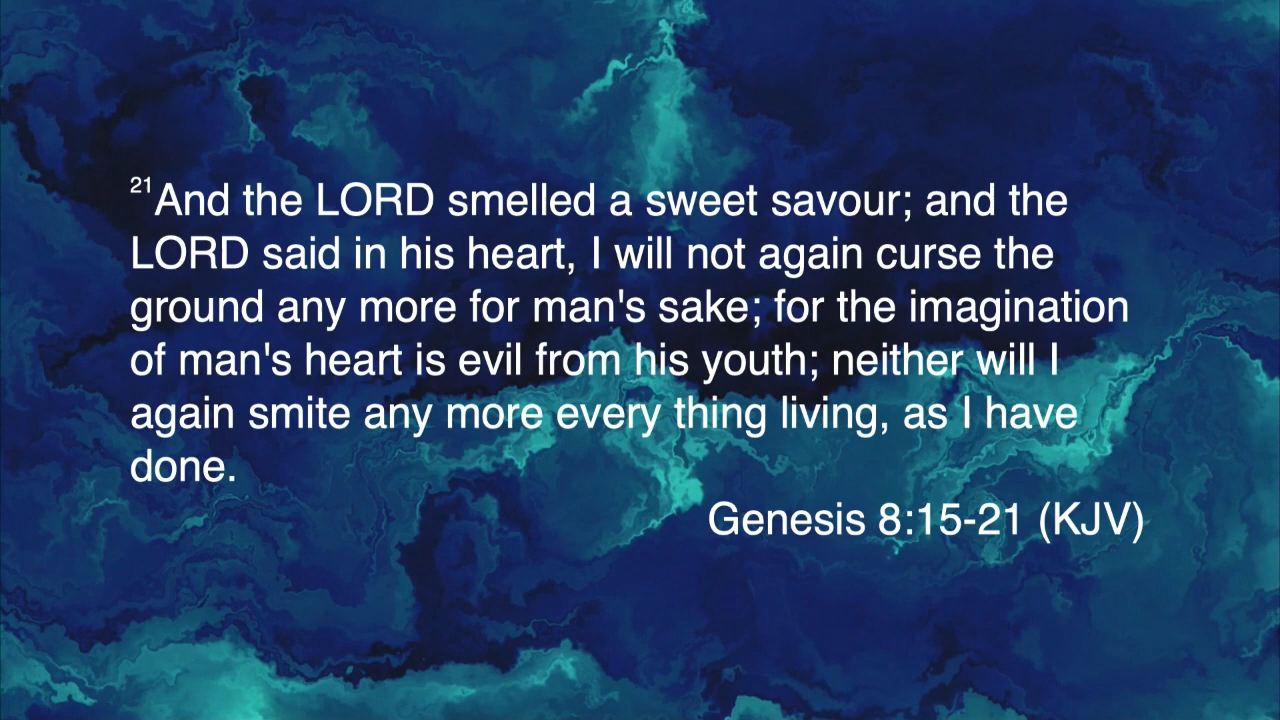 21And the LORD smelled a sweet savour; and the
LORD said in his heart, I will not again curse the
ground any more for man's sake; for the imagination
of man's heart is evil from his youth; neither will I
again smite any more every thing living, as I have
done.
Genesis 8:15-21 (KJV)